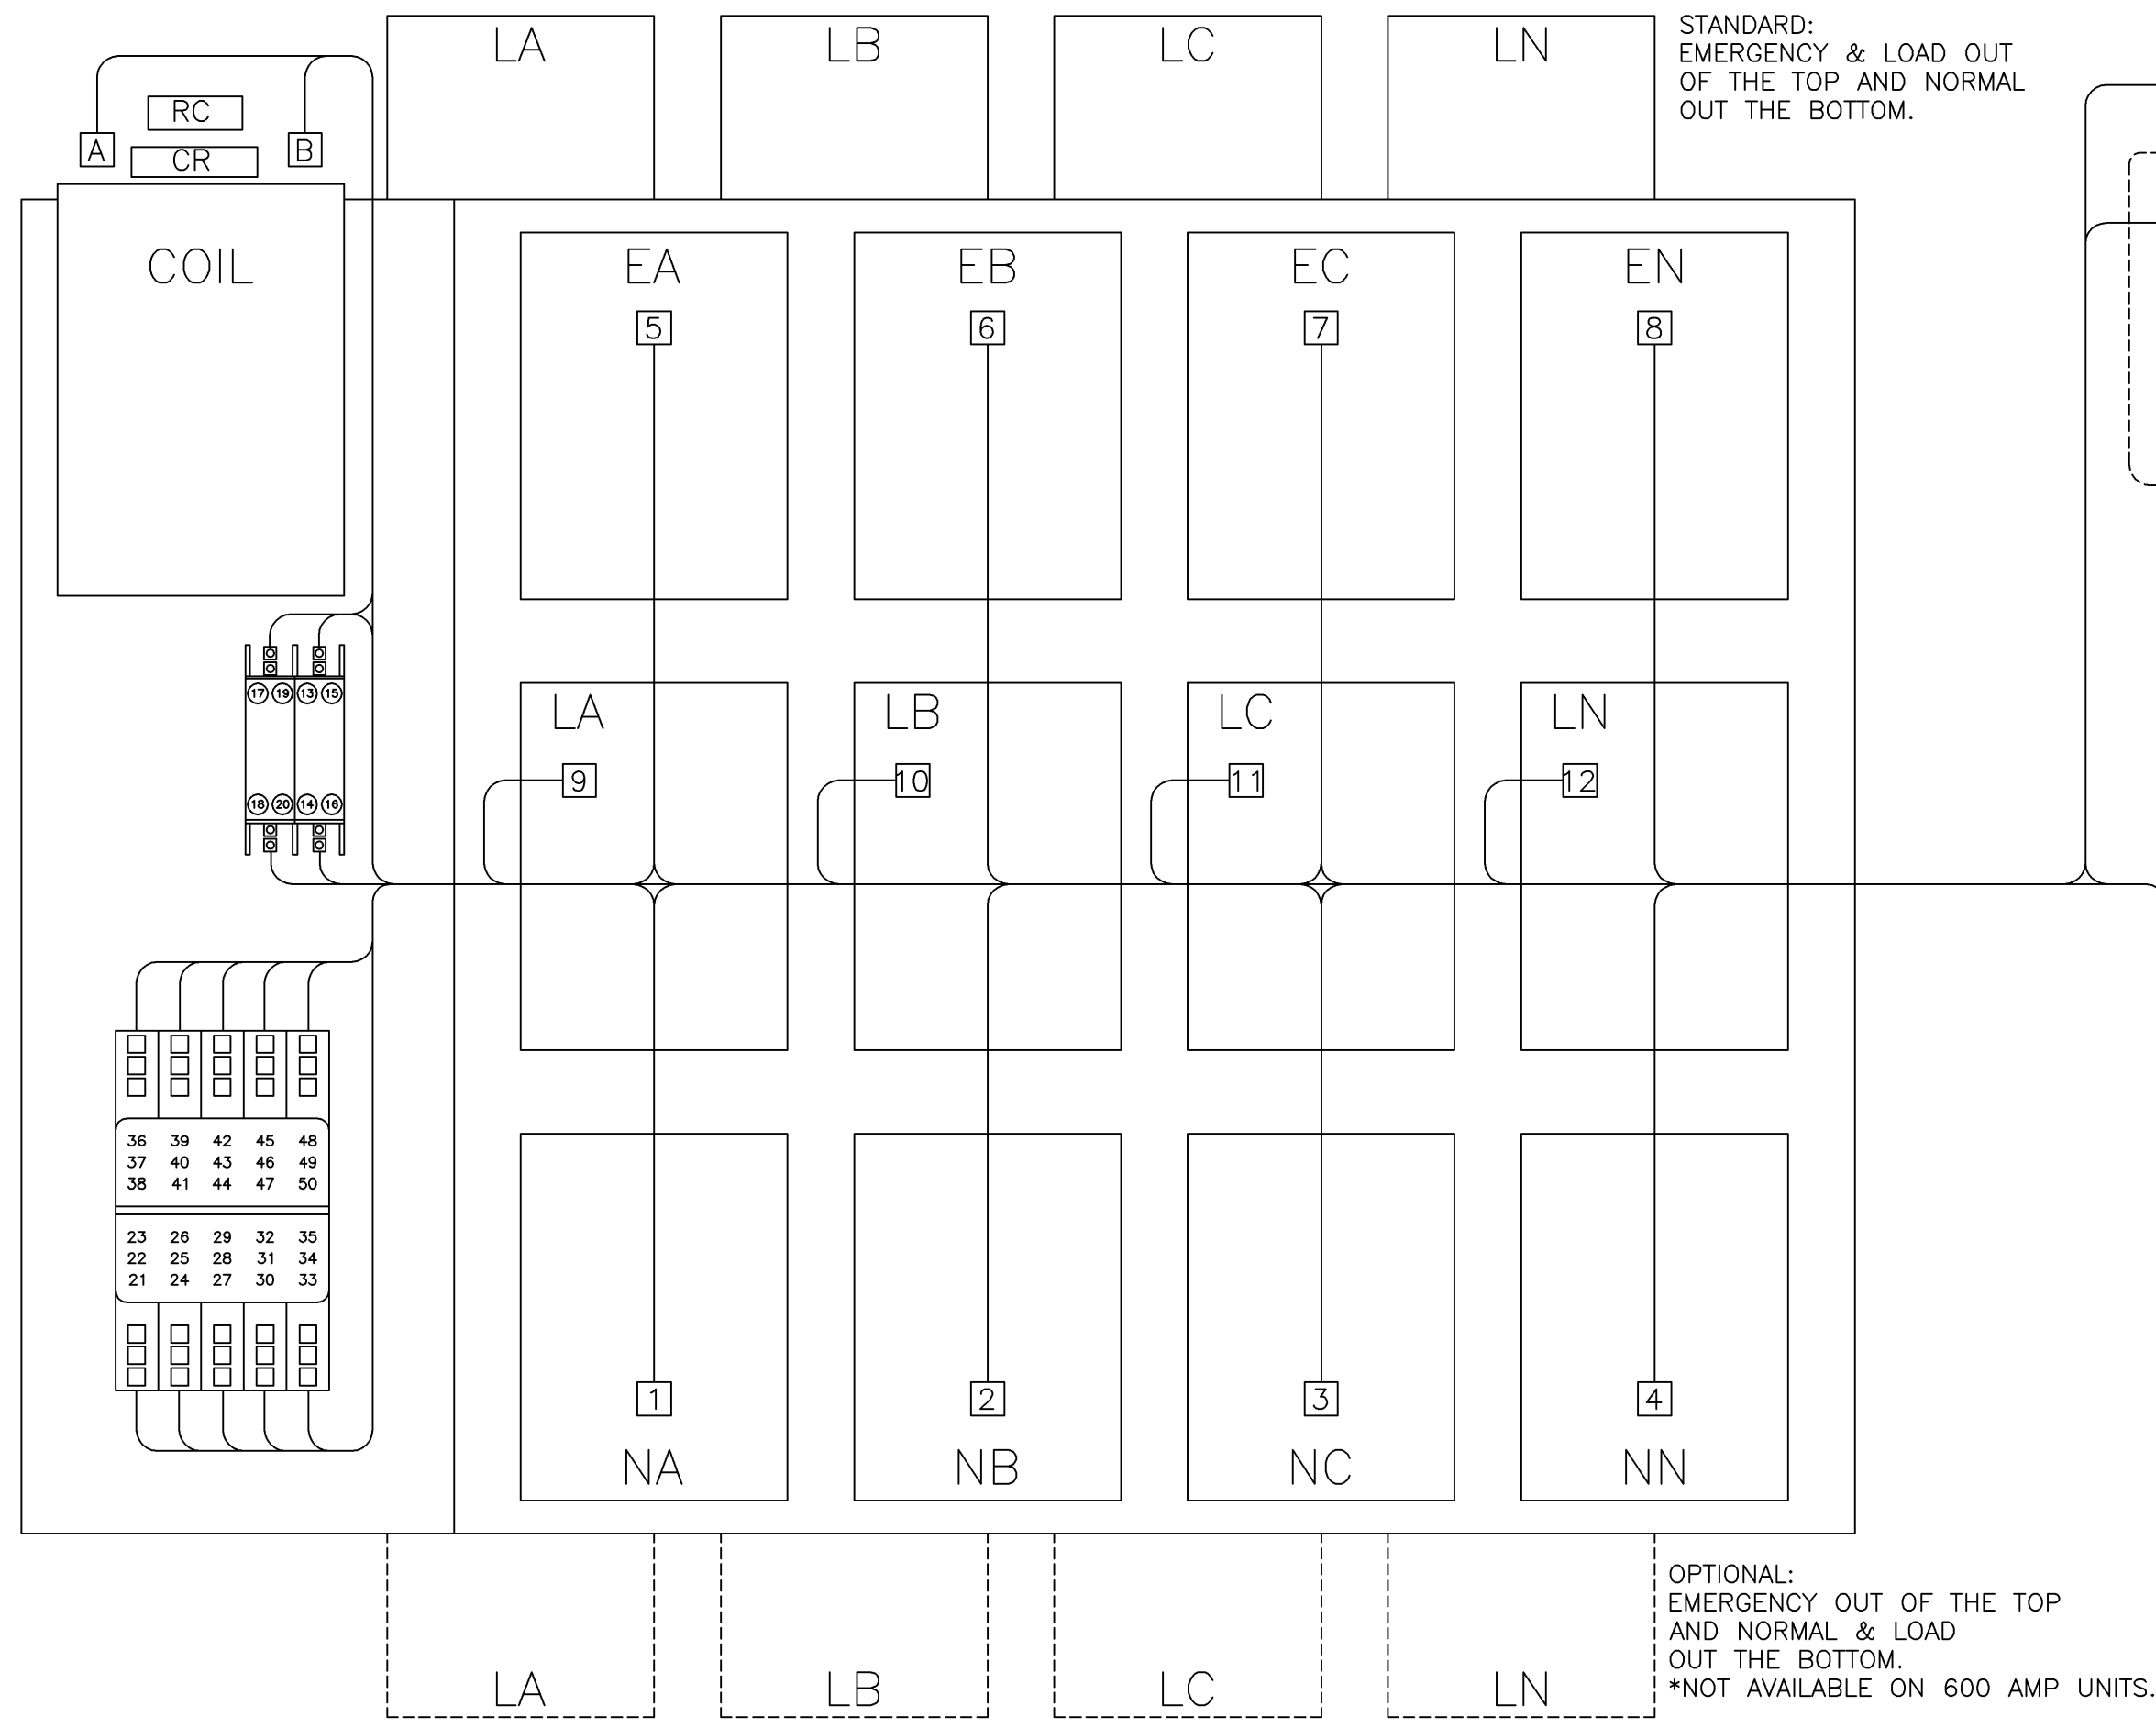 LA LB LC LN
STANDARD:
EMERGENCY & LOAD OUT
OF THE TOP AND NORMAL
OUT THE BOTTOM.
RC
A B
CR
COIL
EA EB EC EN
5 6 7 8
17 19 13 15
LA LB LC LN
9 10 11 12
18 20 14 16
36 39 42 45 48
37 40 43 46 49
38 41 44 47 50
23 26 29 32 35
22 25 28 31 34
21 24 27 30 33
1 2 3 4
NA NB NC NN
OPTIONAL:
EMERGENCY OUT OF THE TOP
AND NORMAL & LOAD
OUT THE BOTTOM.
*NOT AVAILABLE ON 600 AMP UNITS.
LA LB LC LN